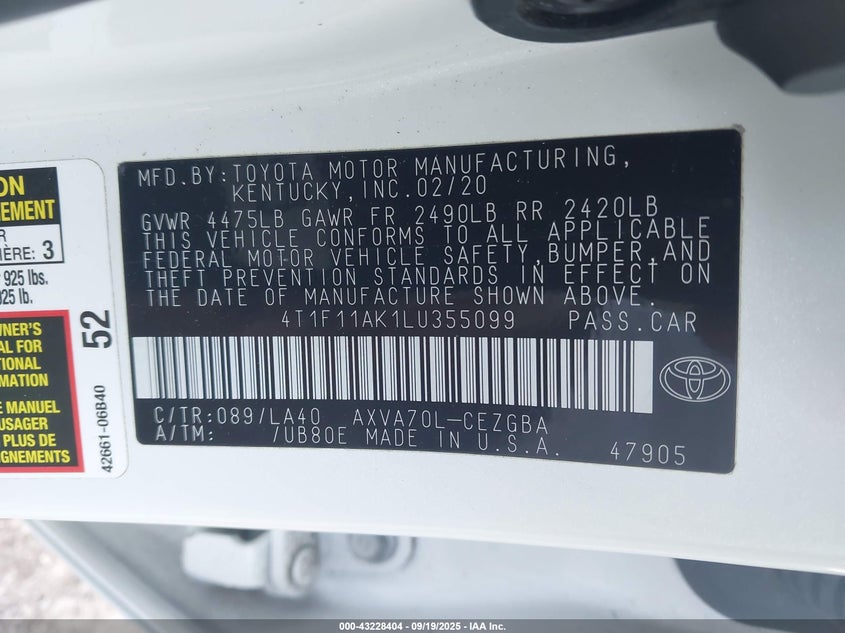 ON
EMENT
R
HERE: 3
925 lbs.
925 lb.
WNER'S
AL FOR
TIONAL
MATION
E MANUEL
USAGER
PLUS DE
IGNEMENTS
52
42661-06B40
MFD.BY:TOYOTA MOTOR MANUFACTURING,
KENTUCKY,INC.02/20
GVWR 4475LB GAWR FR 2490LB RR 2420LB
THIS VEHICLE CONFORMS TO ALL APPLICABLE
FEDERAL MOTOR VEHICLE SAFETY,BUMPER,AND
THEFT PREVENTION STANDARDS IN EFFECT ON
THE DATE OF MANUFACTURE SHOWN ABOVE.
4T1F11AK1LU355099 PASS.CAR
C/TR:089/LA40 AXVA70L-CEZGBA
A/TM: /UB80E MADE IN U.S.A.
47905
000-43228404 - 09/19/2025 - IAA Inc.